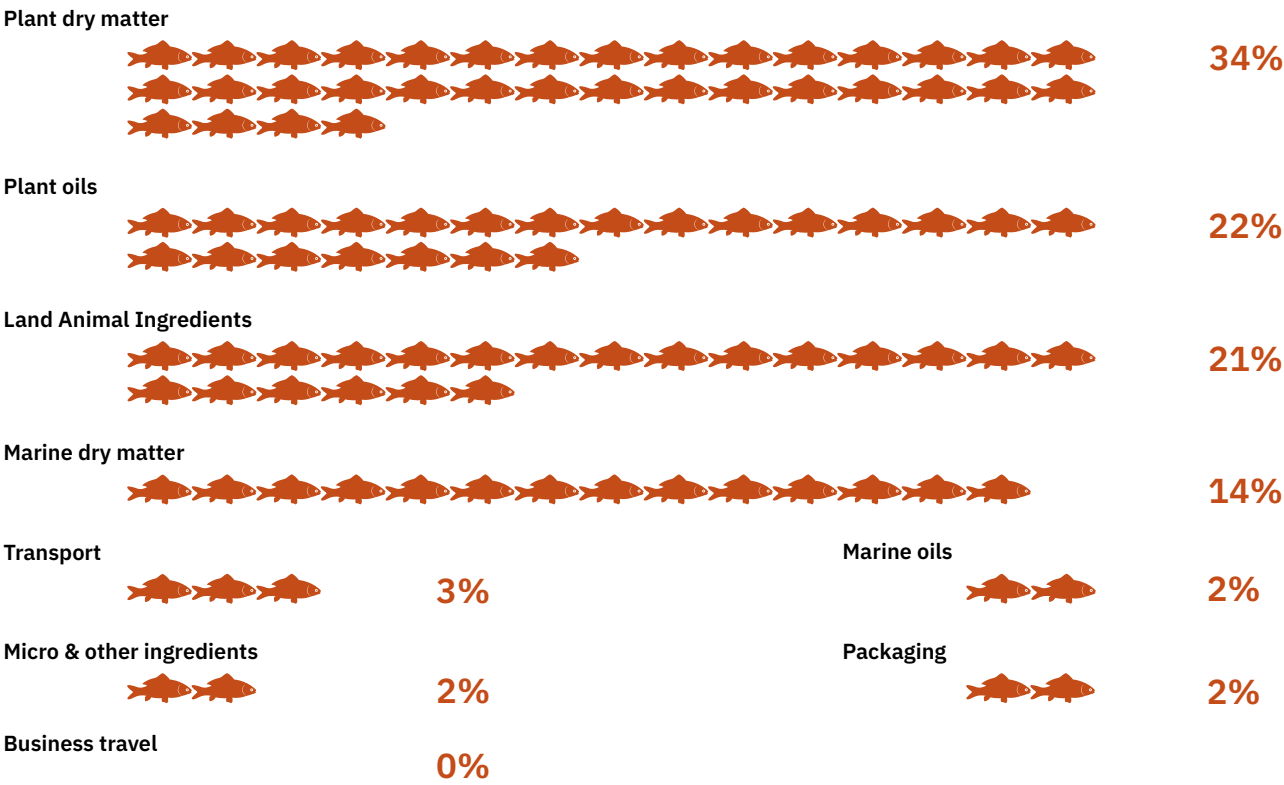 Plant dry matter
34%
Plant oils
22%
Land Animal Ingredients
21%
Marine dry matter
14%
Transport
3%
Marine oils
2%
Micro & other ingredients
2%
Packaging
2%
Business travel
0%